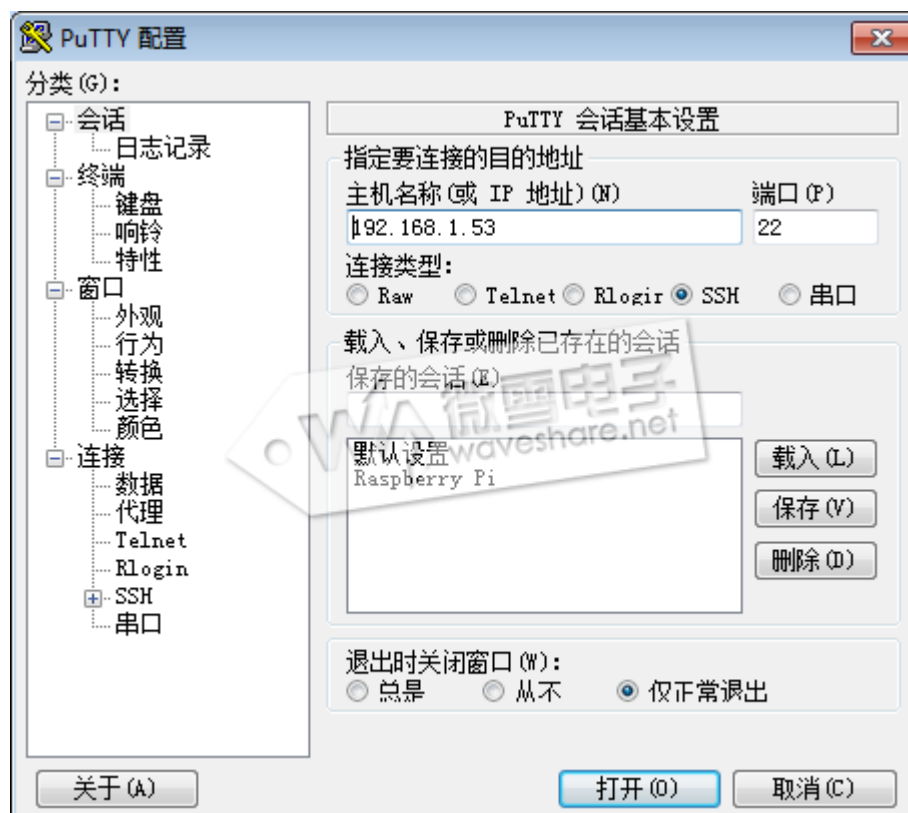 PuTTY 配置
分类(G):
会话
日志记录
终端
键盘
响铃
特性
窗口
外观
行为
转换
选择
颜色
连接
数据
代理
Telnet
Rlogin
SSH
串口
PuTTY 会话基本设置
指定要连接的目的地址
主机名称(或 IP 地址)(N) 端口(P)
192.168.1.53 22
连接类型:
Raw Telnet Rlogir SSH 串口
载入、保存或删除已存在的会话
保存的会话(E)
微雪电子
waveshare.net
默认设置
Raspberry Pi
载入(L)
保存(V)
删除(D)
退出时关闭窗口(W):
总是 从不 仅正常退出
关于(A) 打开(O) 取消(C)